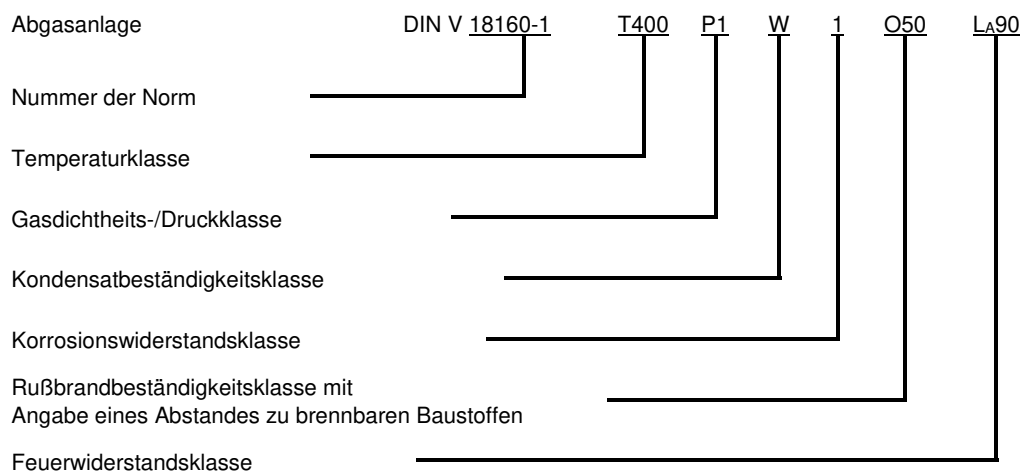 Abgasanlage DIN V 18160-1 T400 P1 W 1 O50 LA90
Nummer der Norm
Temperaturklasse
Gasdichtheits-/Druckklasse
Kondensatbeständigkeitsklasse
Korrosionswiderstandsklasse
Rußbrandbeständigkeitsklasse mit
Angabe eines Abstandes zu brennbaren Baustoffen
Feuerwiderstandsklasse